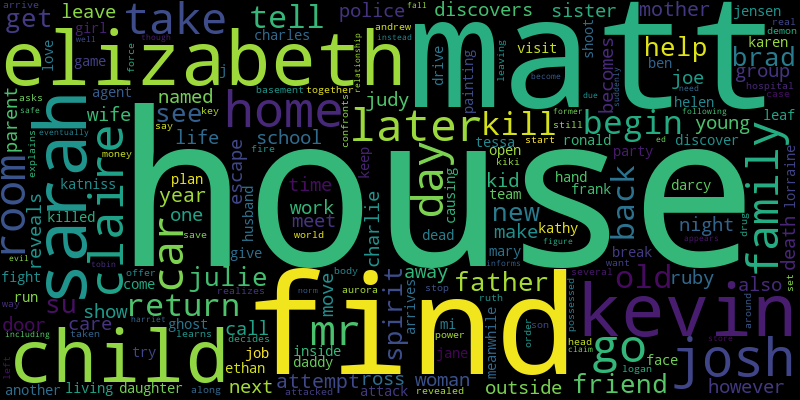 house
find
matt
elizabeth
kevin
child
sarah
claire
home
later
kill
josh
family
go
mr
day
car
room
take
tell
return
begin
back
julie
father
friend
old
new
spirit
see
get
leave
police
discovers
sister
mother
jensen
karen
help
joe
brad
group
becomes
shoot
visit
drive
painting
judy
parent
wife
named
school
life
agent
girl
game
love
charles
andrew
force
fall
arrive
though
well
instead
relationship
together
basement
confronts
key
say
fire
escape
husband
plan
year
one
save
time
work
meet
world
give
keep
charlie
dead
causing
open
kiki
kid
team
make
mary
tessa
start
former
still
ronald
hand
frank
kathy
figure
ed
due
need
become
suddenly
ben
helen
discover
young
party
darcy
night
break
want
drug
appears
following
hospital
case
real
demon
leaf
lorraine
death
set
evil
safe
asks
explains
eventually
money
katniss
killed
reveals
fight
run
way
door
su
show
care
taken
including
left
tobin
offer
come
ghost
learns
harriet
realizes
decides
call
try
another
living
daughter
along
next
job
ethan
inside
daddy
norm
body
aurora
move
attempt
attacked
ross
attack
arrives
away
stop
mi
power
jane
ruth
informs
meanwhile
woman
revealed
order
son
outside
possessed
several
head
claim
logan
face
ruby
also
around
store
however
j